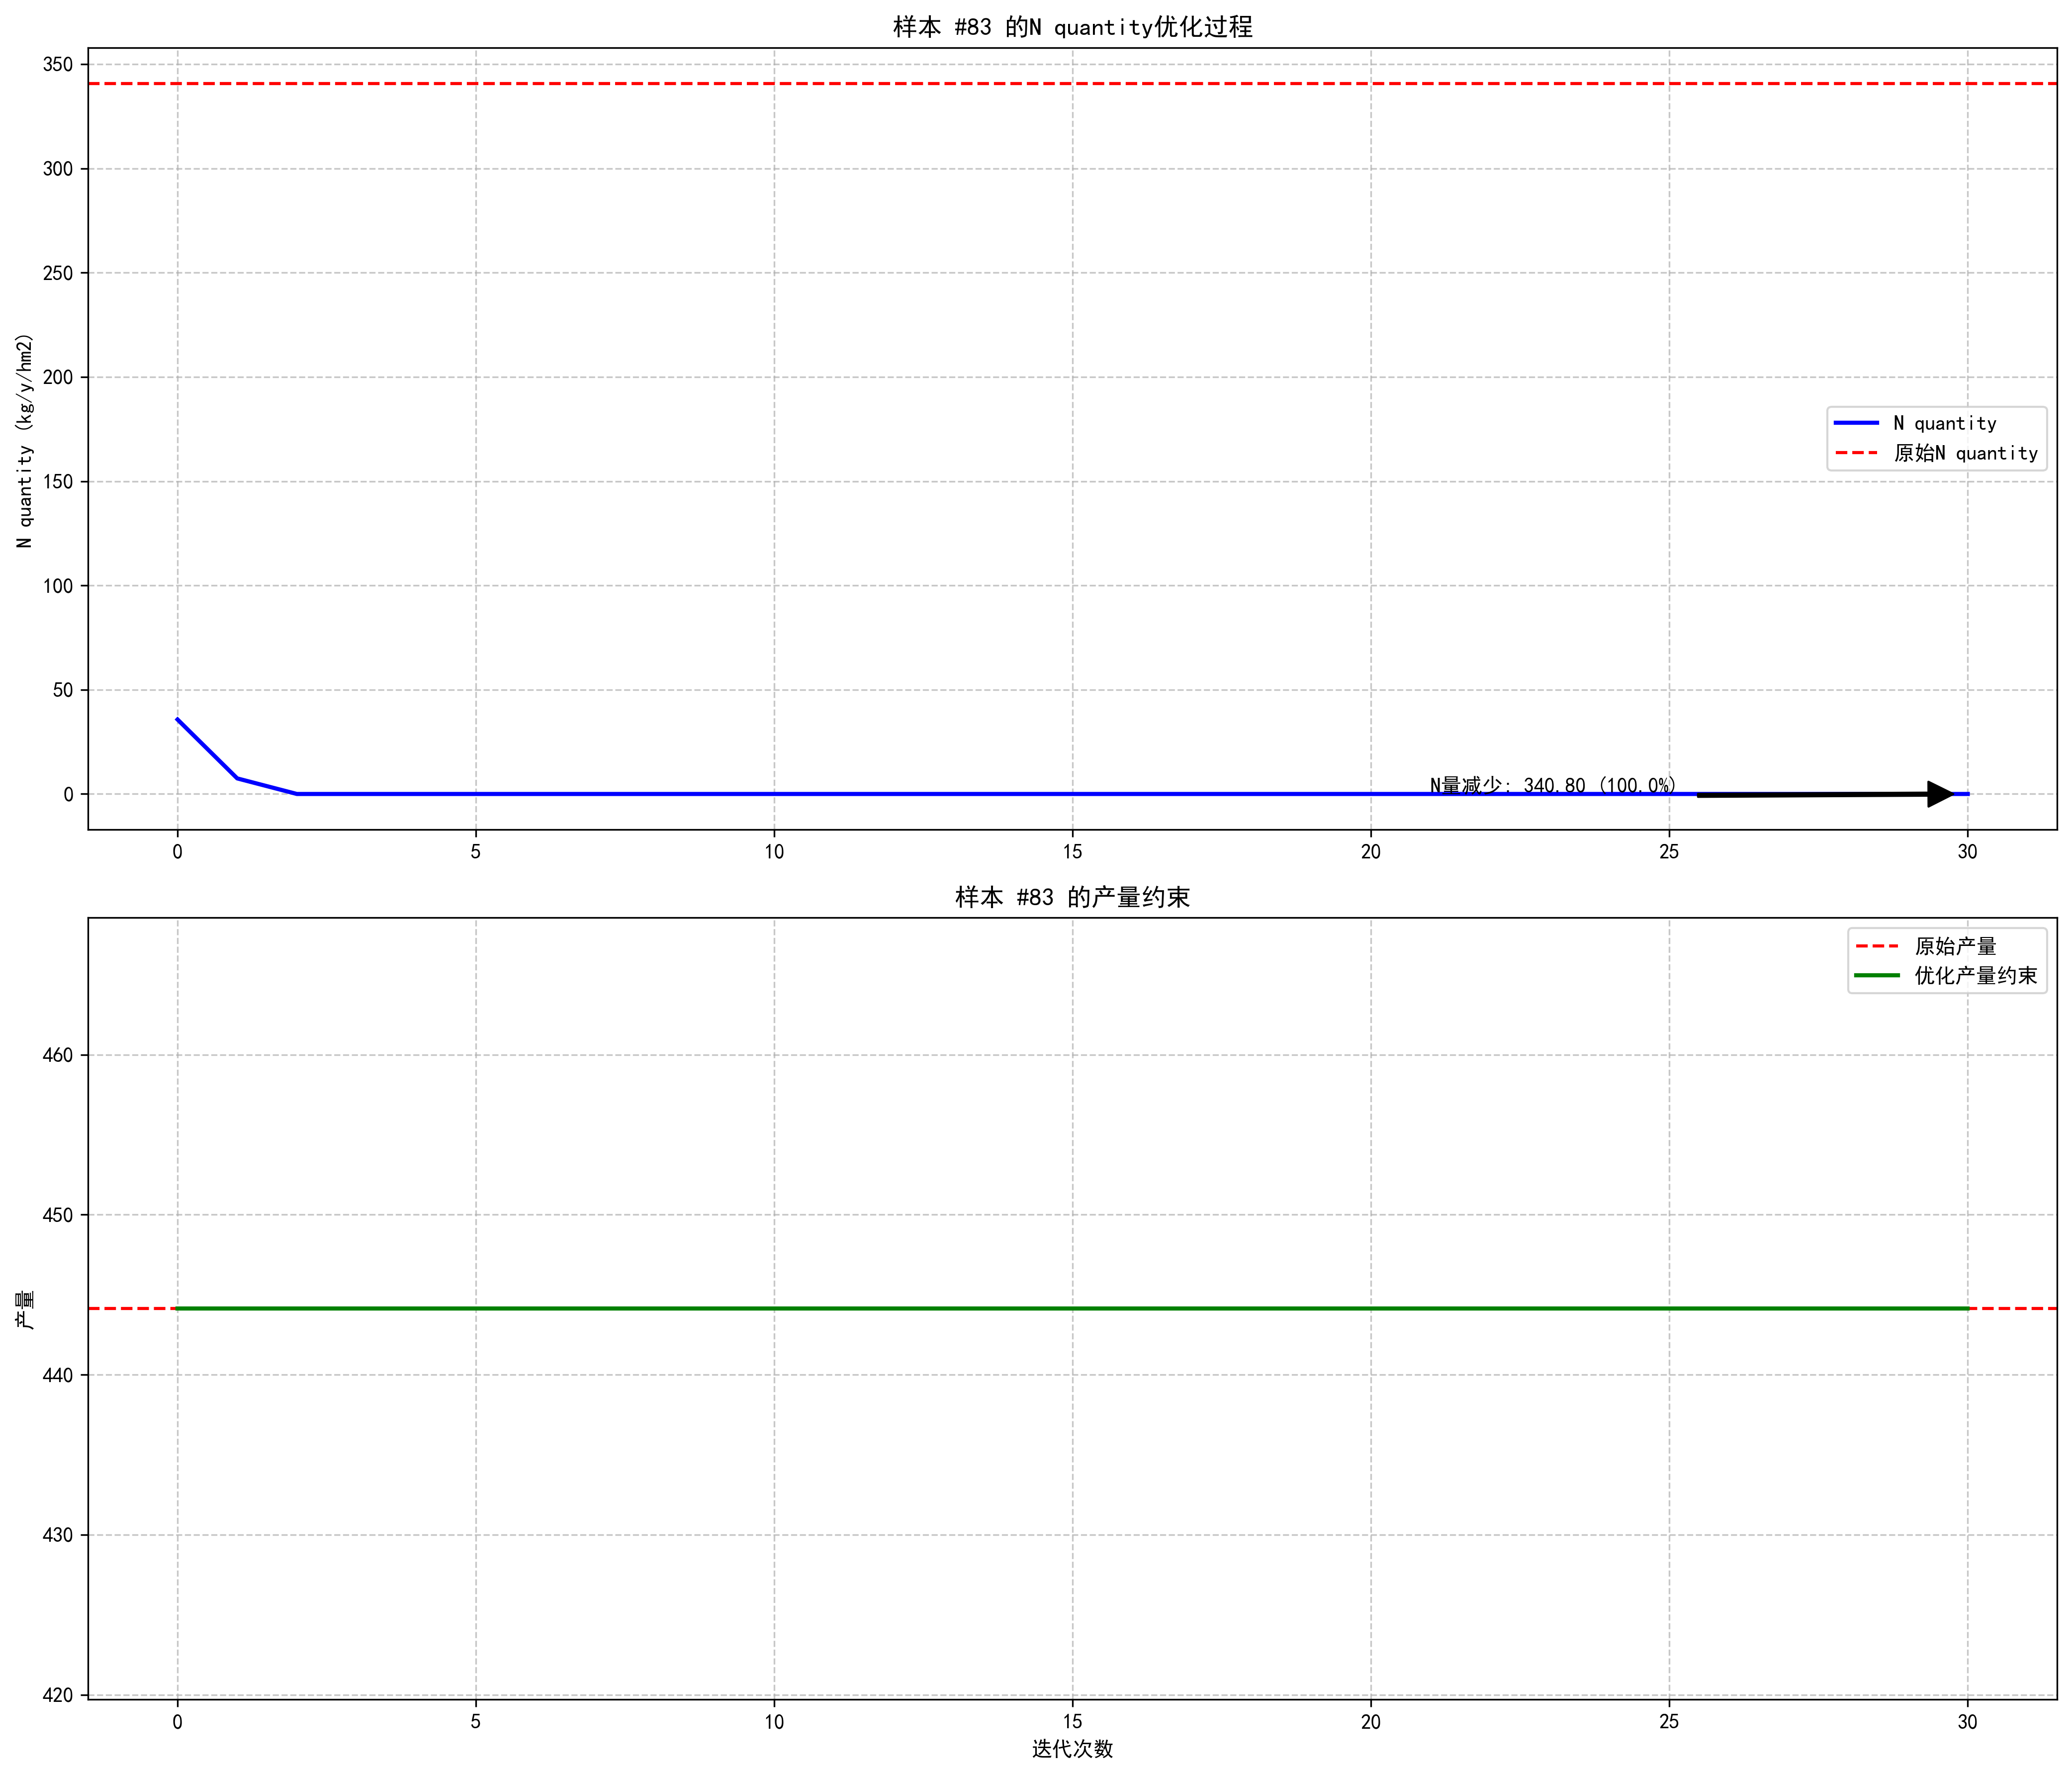 样本 #83 的N quantity优化过程
350
300
250
200
150
100
50
0
N quantity (kg/y/hm2)
N quantity
原始N quantity
N量减少: 340.80 (100.0%)
0 5 10 15 20 25 30
样本 #83 的产量约束
原始产量
优化产量约束
460
450
440
430
420
产量
0 5 10 15 20 25 30
迭代次数